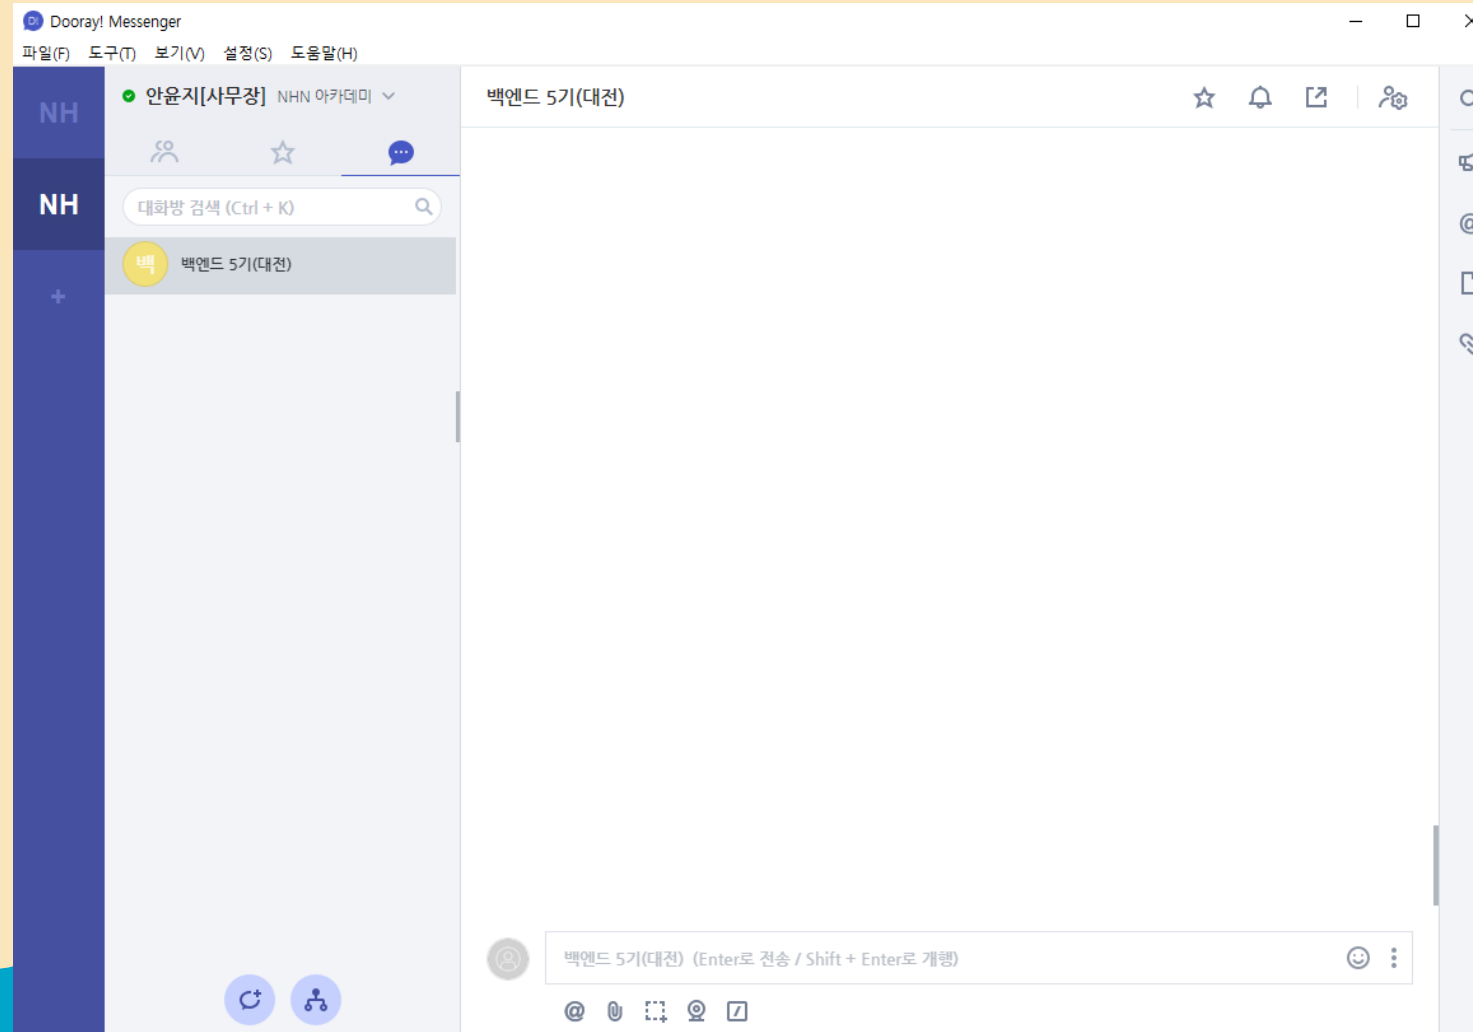 Dooray! Messenger
파일(F) 도구(T) 보기(V) 설정(S) 도움말(H)
NH
안윤지[사무장] NHN 아카데미
백엔드 5기(대전)
NH
대화방 검색 (Ctrl + K)
백 백엔드 5기(대전)
백엔드 5기(대전) (Enter로 전송 / Shift + Enter로 개행)